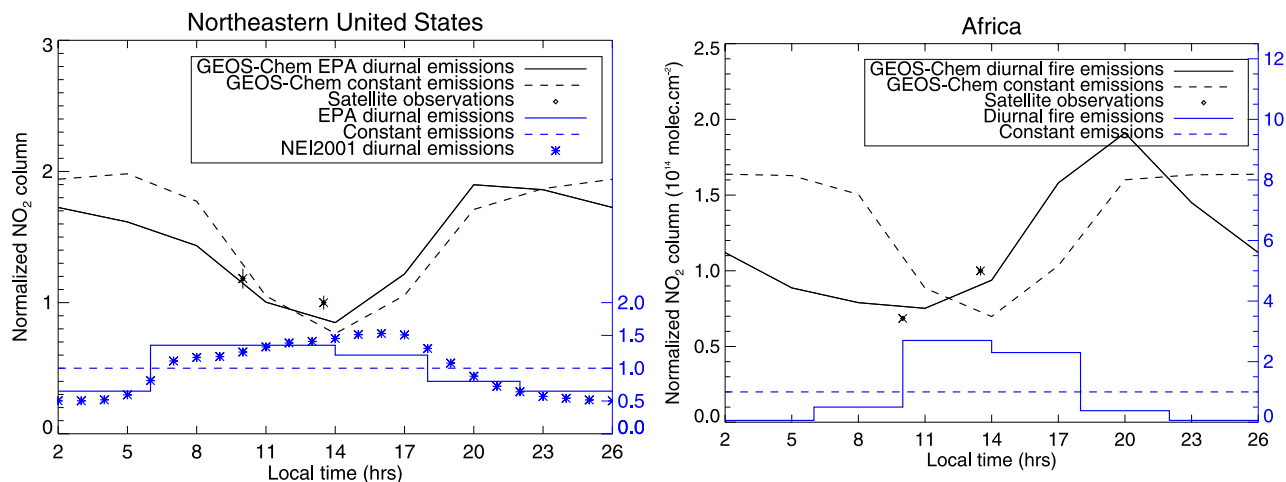 Northeastern United States
3
GEOS-Chem EPA diurnal emissions
GEOS-Chem constant emissions
Satellite observations
EPA diurnal emissions
Constant emissions
NEI2001 diurnal emissions
Normalized NO₂ column
2
1
0
2.0
1.5
1.0
0.5
0.0
2 5 8 11 14 17 20 23 26
Local time (hrs)
Africa
2.5
2.0
1.5
1.0
0.5
0.0
GEOS-Chem diurnal fire emissions
GEOS-Chem constant emissions
Satellite observations
Diurnal fire emissions
Constant emissions
Normalized NO₂ column (10¹⁴ molec.cm⁻²)
12
10
8
6
4
2
0
2 5 8 11 14 17 20 23 26
Local time (hrs)